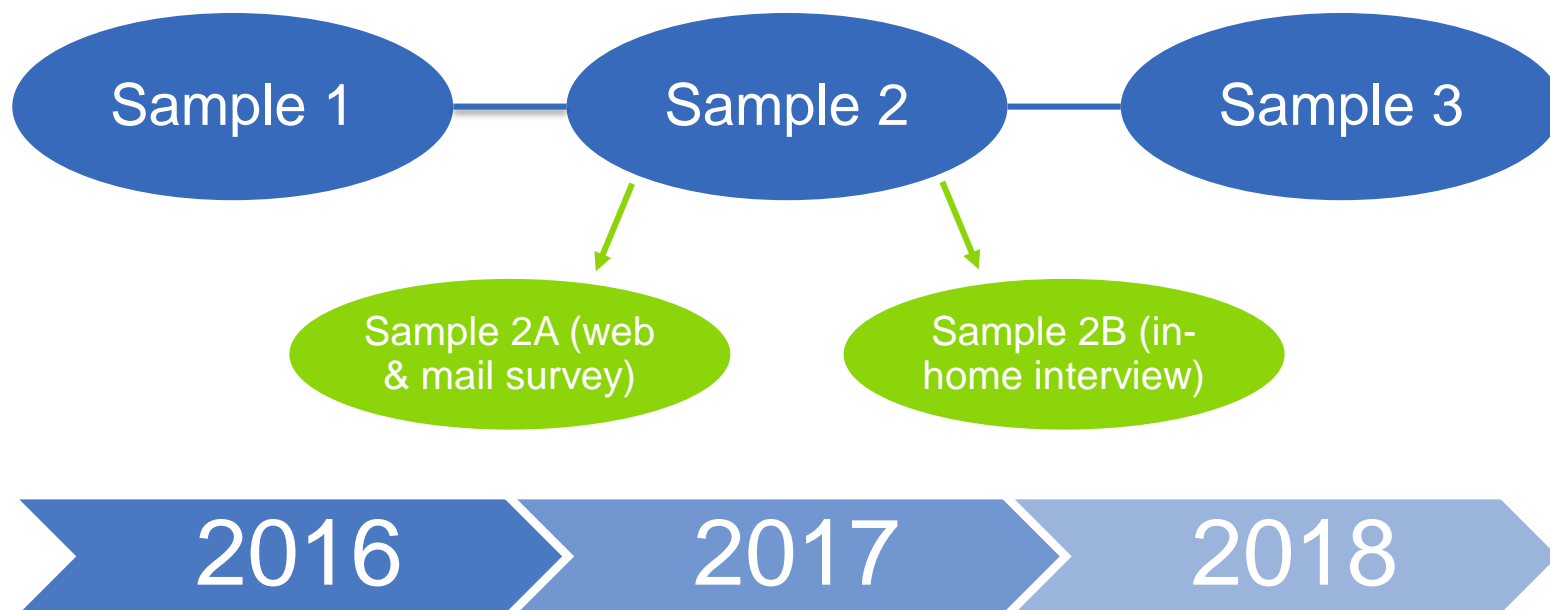 Sample 1
Sample 2
Sample 3
Sample 2A (web
& mail survey)
Sample 2B (in-
home interview)
2016
2017
2018